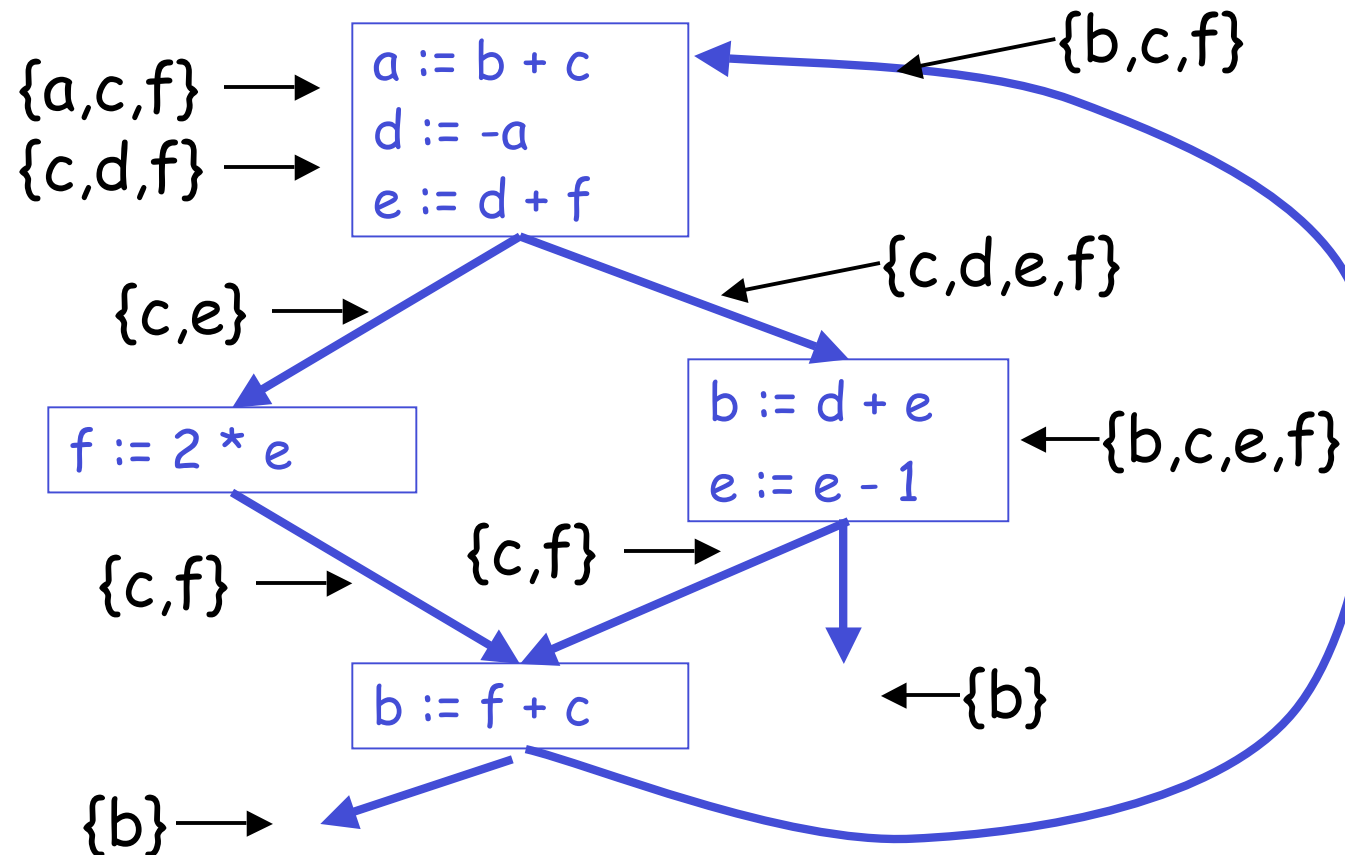 {b,c,f}
a := b + c
{a,c,f}
d := -a
{c,d,f}
e := d + f
{c,d,e,f}
{c,e}
b := d + e
f := 2 * e
{b,c,e,f}
e := e - 1
{c,f}
{c,f}
b := f + c
{b}
{b}